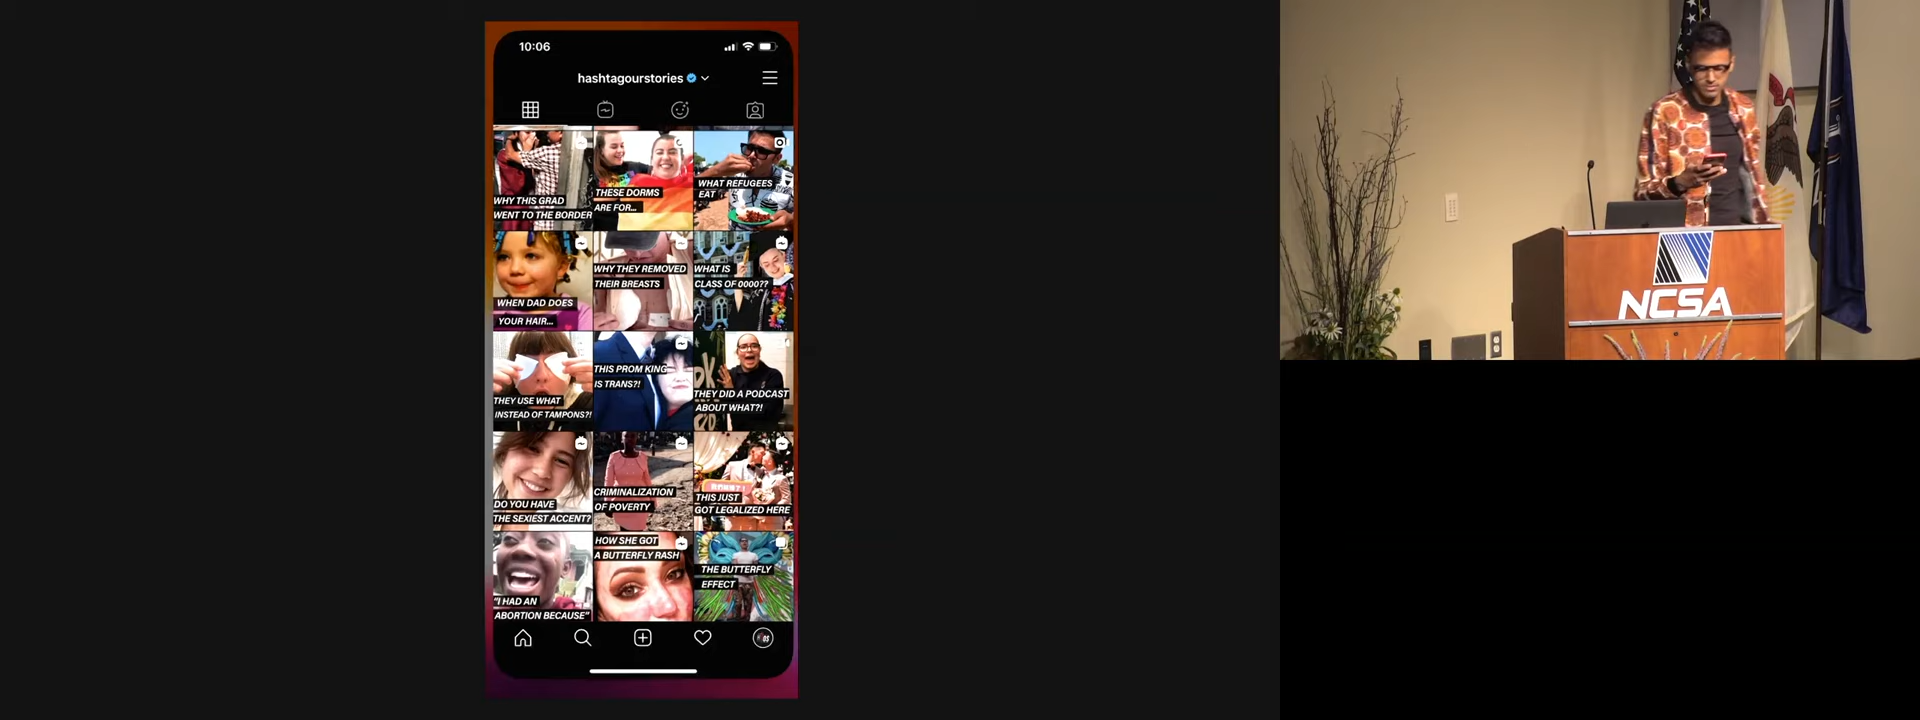 10:06
hashtagourstories
WHY THIS GRAD
WENT TO THE BORDER
THESE DORMS
ARE FOR...
WHAT REFUGEES
EAT
WHEN DAD DOES
YOUR HAIR...
WHY THEY REMOVED
THEIR BREASTS
WHAT IS
CLASS OF 0000??
THEY USE WHAT
INSTEAD OF TAMPONS?!
THIS PROM KING
IS TRANS?!
THEY DID A PODCAST
ABOUT WHAT?!
DO YOU HAVE
THE SEXIEST ACCENT?
CRIMINALIZATION
OF POVERTY
THIS JUST
GOT LEGALIZED HERE
"I HAD AN
ABORTION BECAUSE"
HOW SHE GOT
A BUTTERFLY RASH
THE BUTTERFLY
EFFECT
NCSA